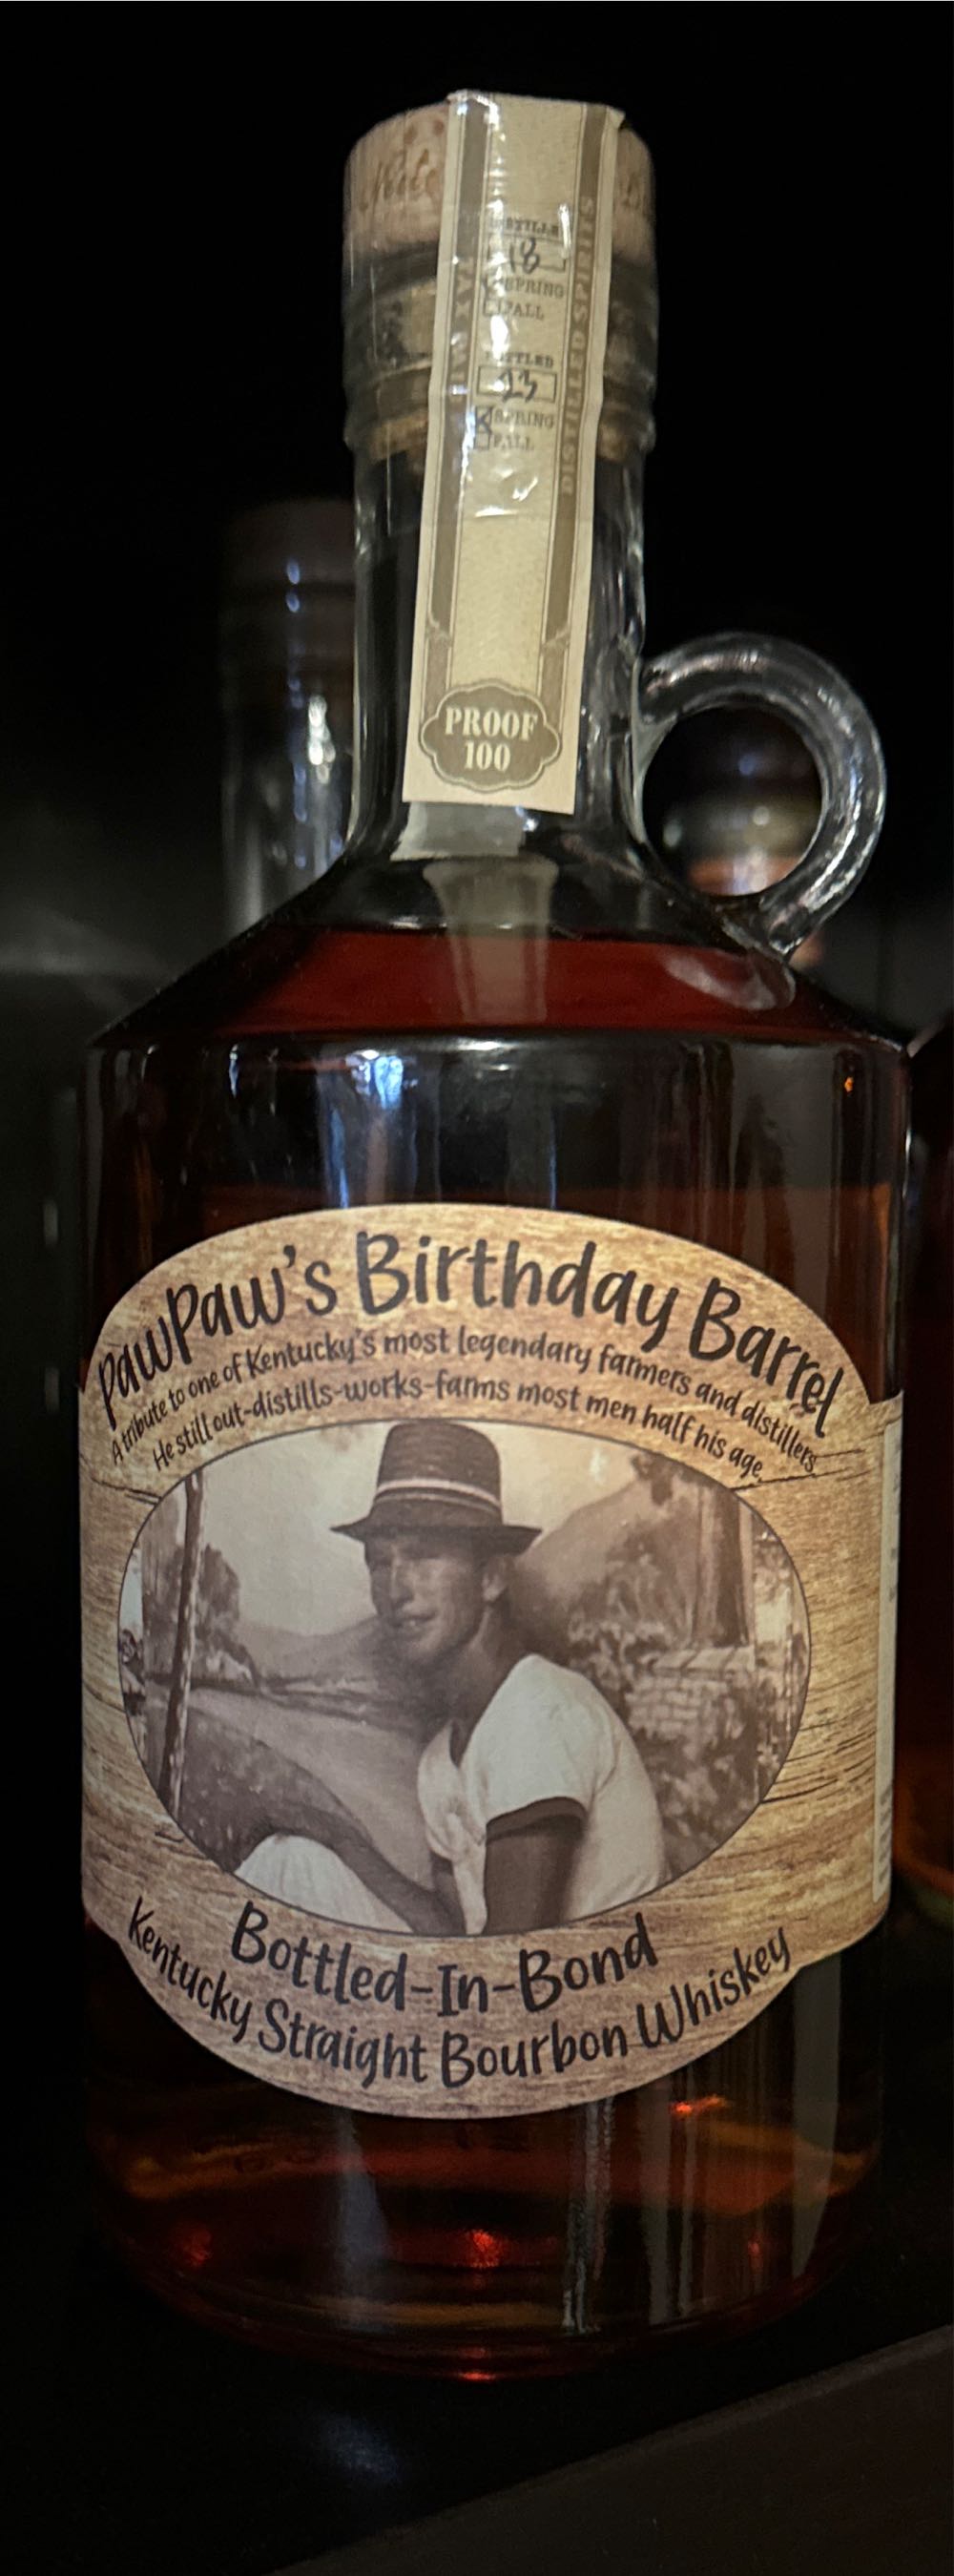 18
SPRING
FALL
23
SPRING
FALL
DISTILLED SPIRITS
PROOF
100
PawPaw's Birthday Barrel
A tribute to one of Kentucky's most legendary farmers and distillers.
He still out-distills-works-farms most men half his age.
Bottled-In-Bond
Kentucky Straight Bourbon Whiskey